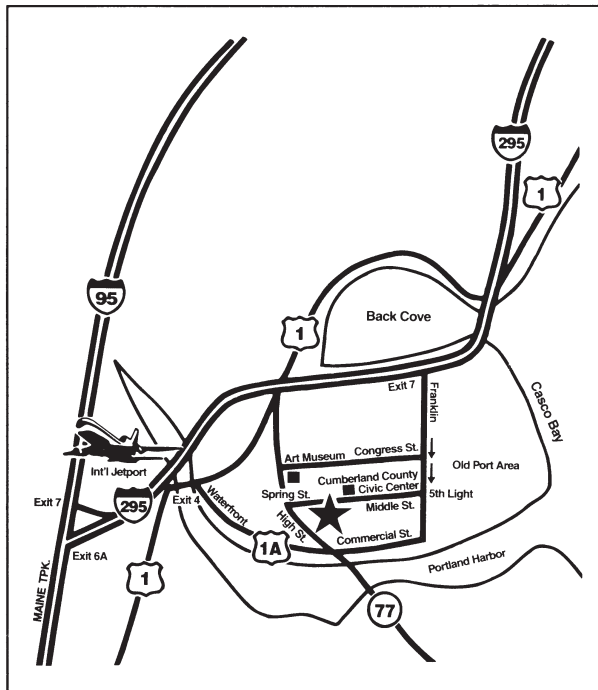 295
1
95
1
Back Cove
Exit 7
Franklin
Casco Bay
Art Museum
Congress St.
Int'l Jetport
Cumberland County
Civic Center
Old Port Area
Spring St.
5th Light
Exit 7
295
Exit 4
Waterfront
High St.
Middle St.
Exit 6A
1A
Commercial St.
Portland Harbor
1
77
MAINE TPK.